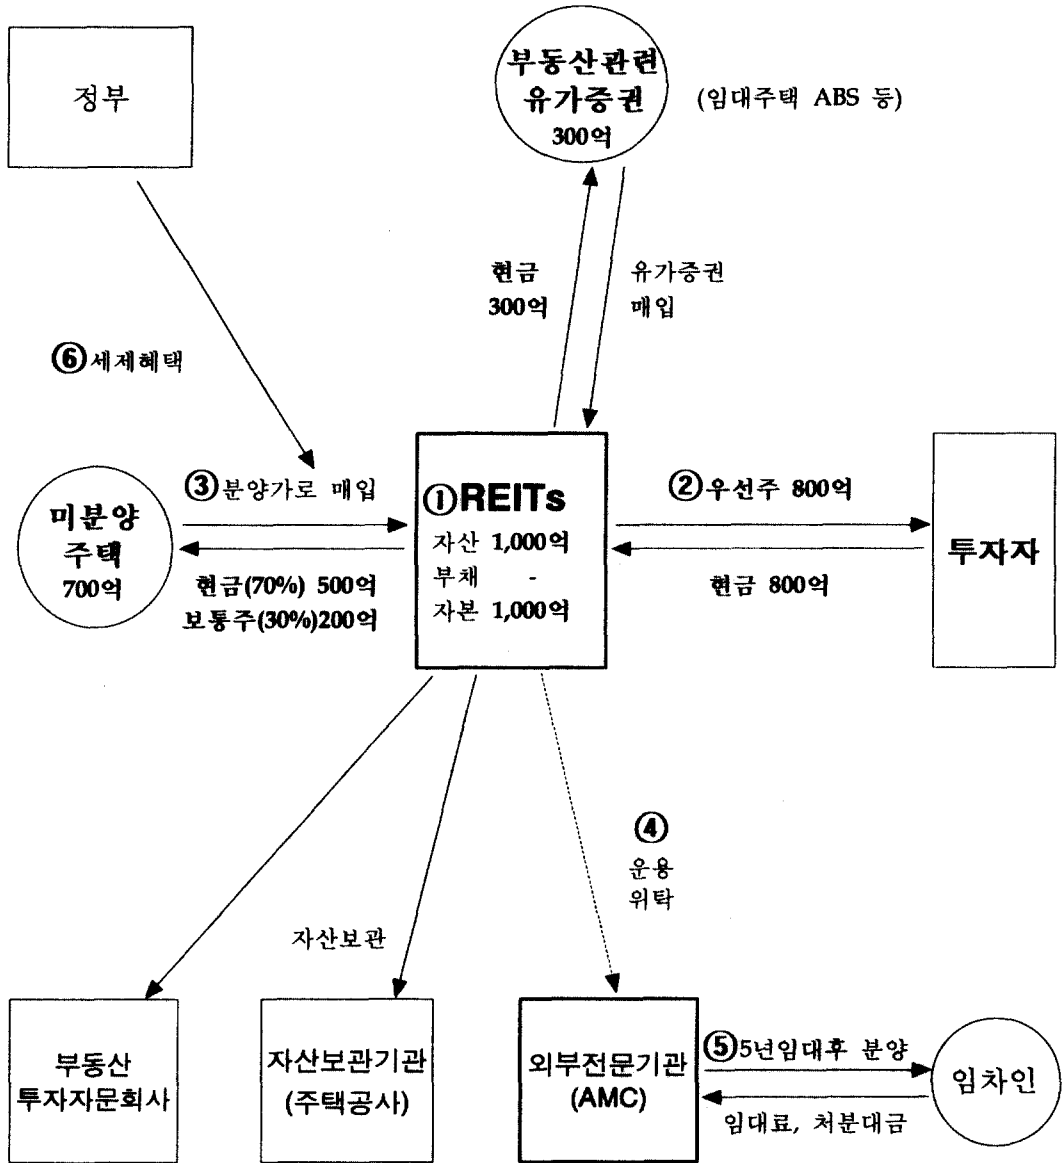 정부
부동산관련
유가증권
300억
(임대주택 ABS 등)
현금
300억
유가증권
매입
⑥세제혜택
③분양가로 매입
미분양
주택
700억
현금(70%) 500억
보통주(30%)200억
①REITs
자산 1,000억
부채 -
자본 1,000억
②우선주 800억
현금 800억
투자자
④
운용
위탁
자산보관
부동산
투자자문회사
자산보관기관
(주택공사)
외부전문기관
(AMC)
⑤5년임대후 분양
임대료, 처분대금
임차인